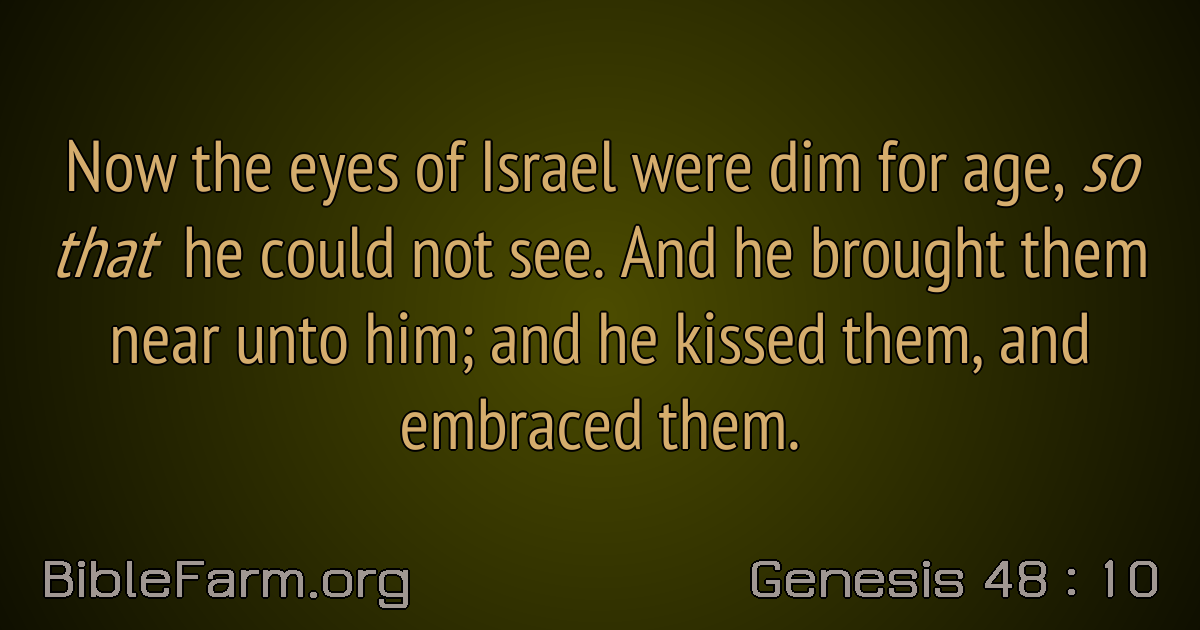 Now the eyes of Israel were dim for age, so
that he could not see. And he brought them
near unto him; and he kissed them, and
embraced them.
BibleFarm.org
Genesis 48 : 10